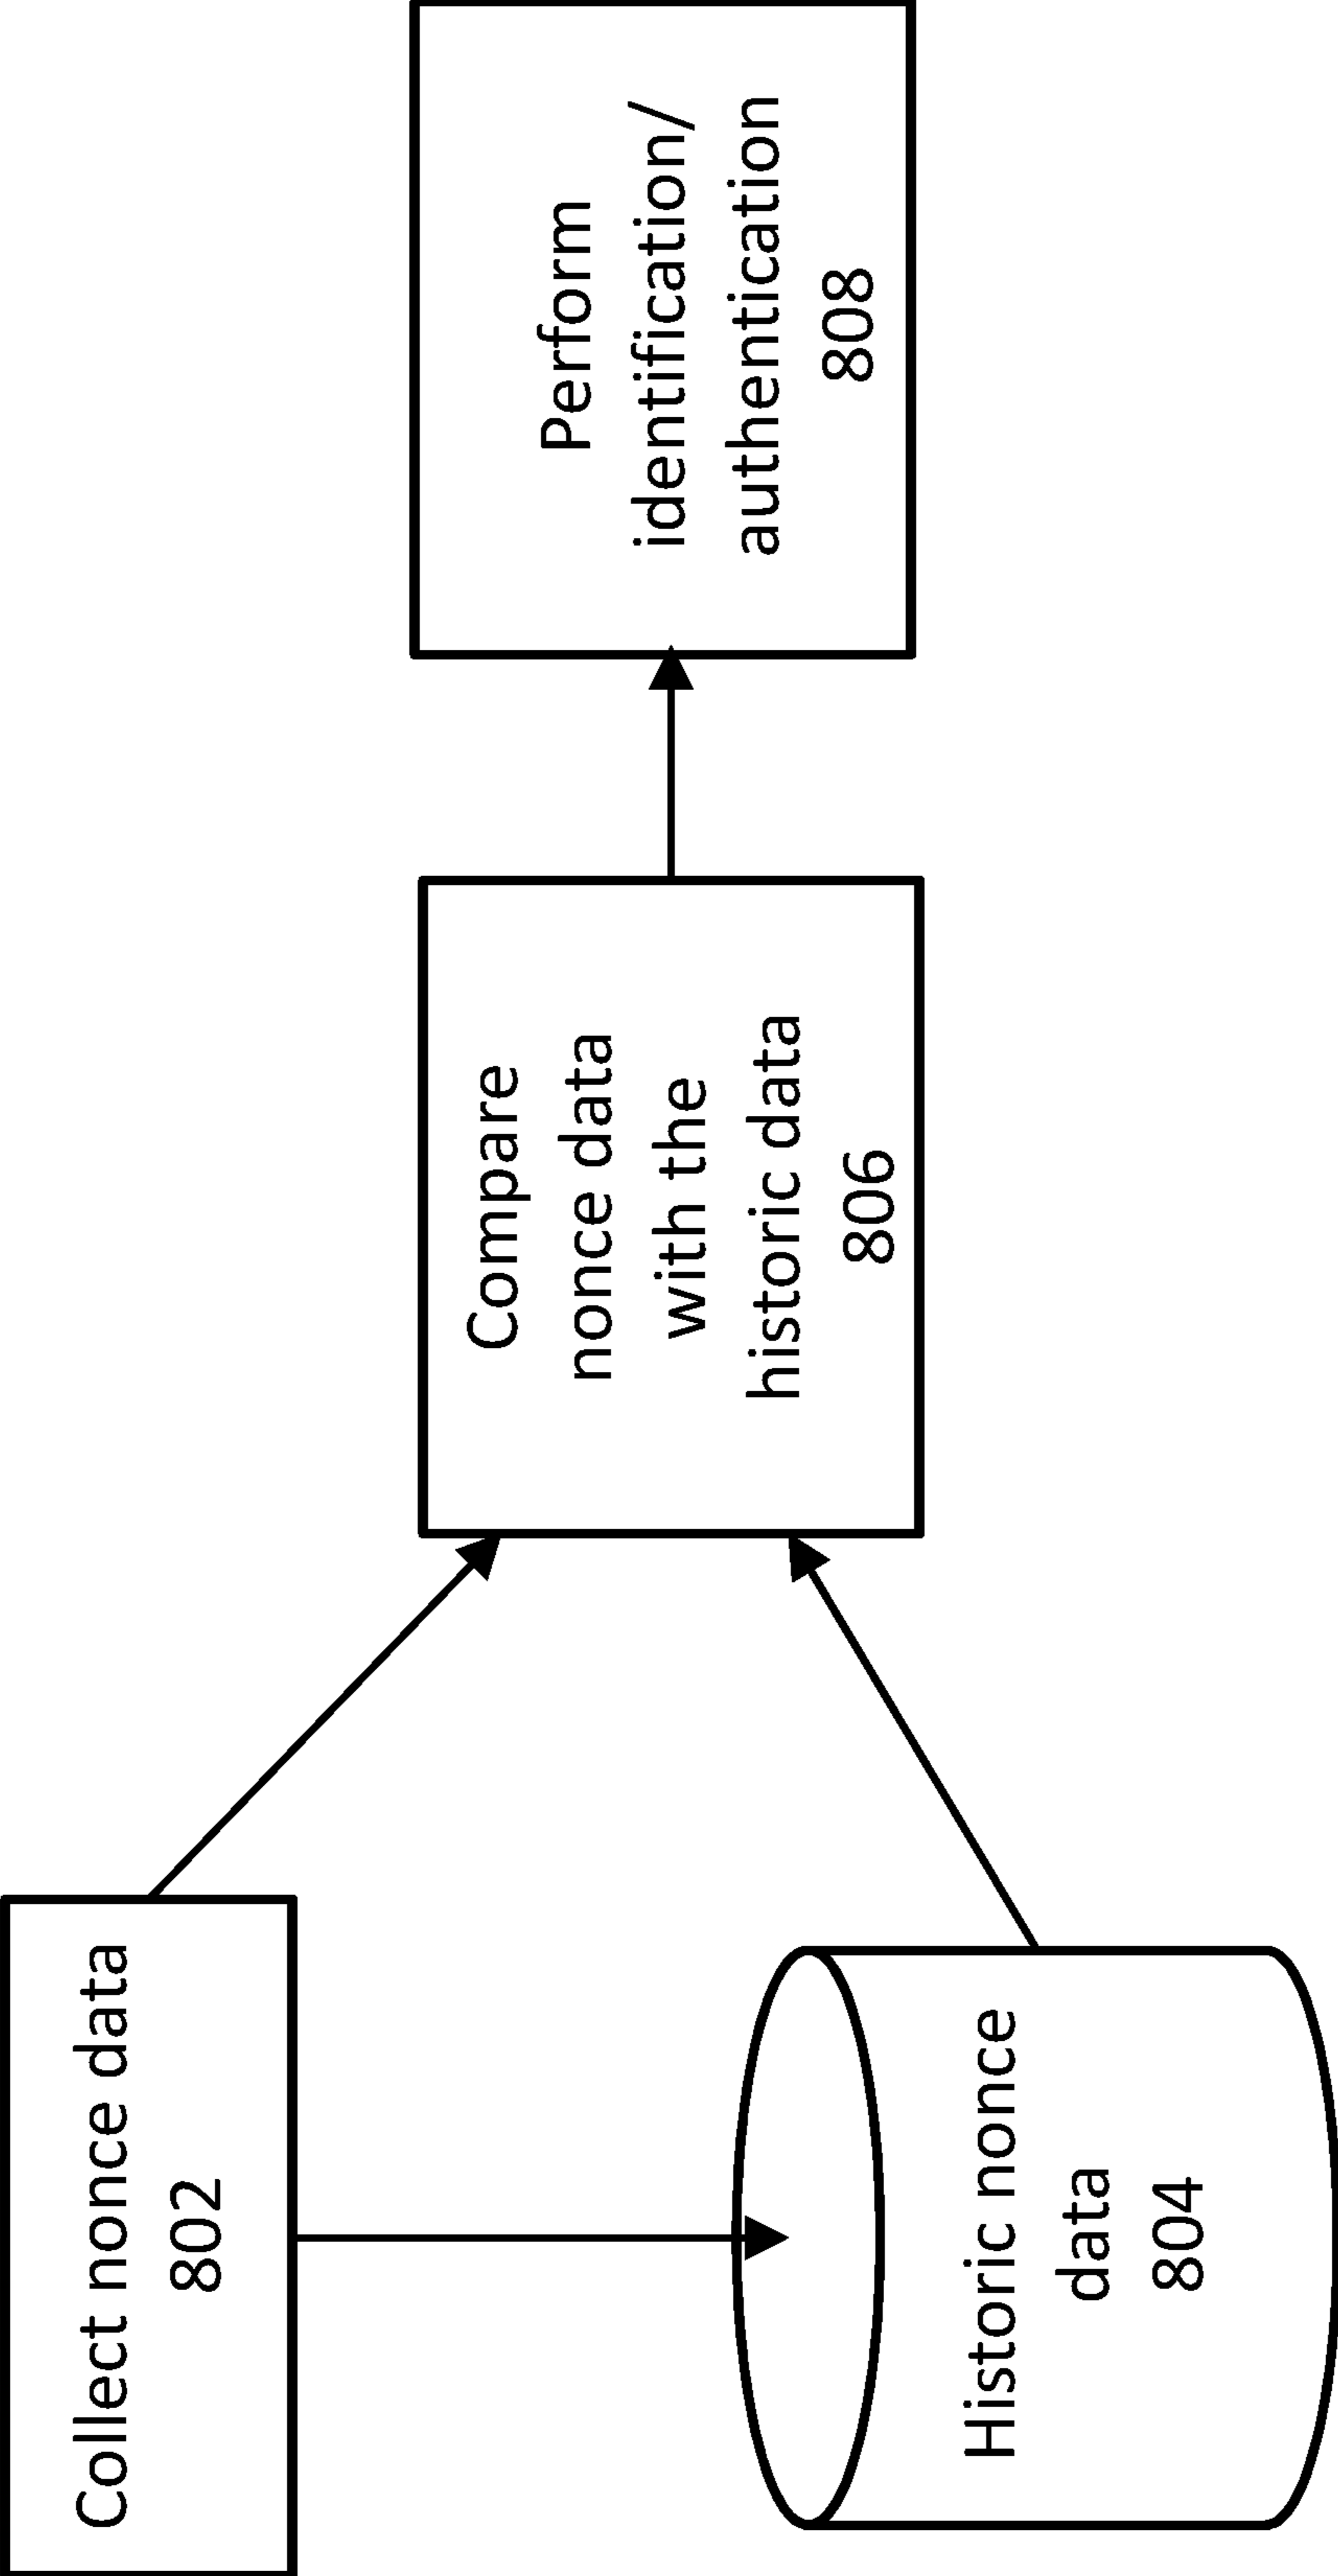 Collect nonce data
802
Historic nonce
data
804
Compare
nonce data
with the
historic data
806
Perform
identification/
authentication
808